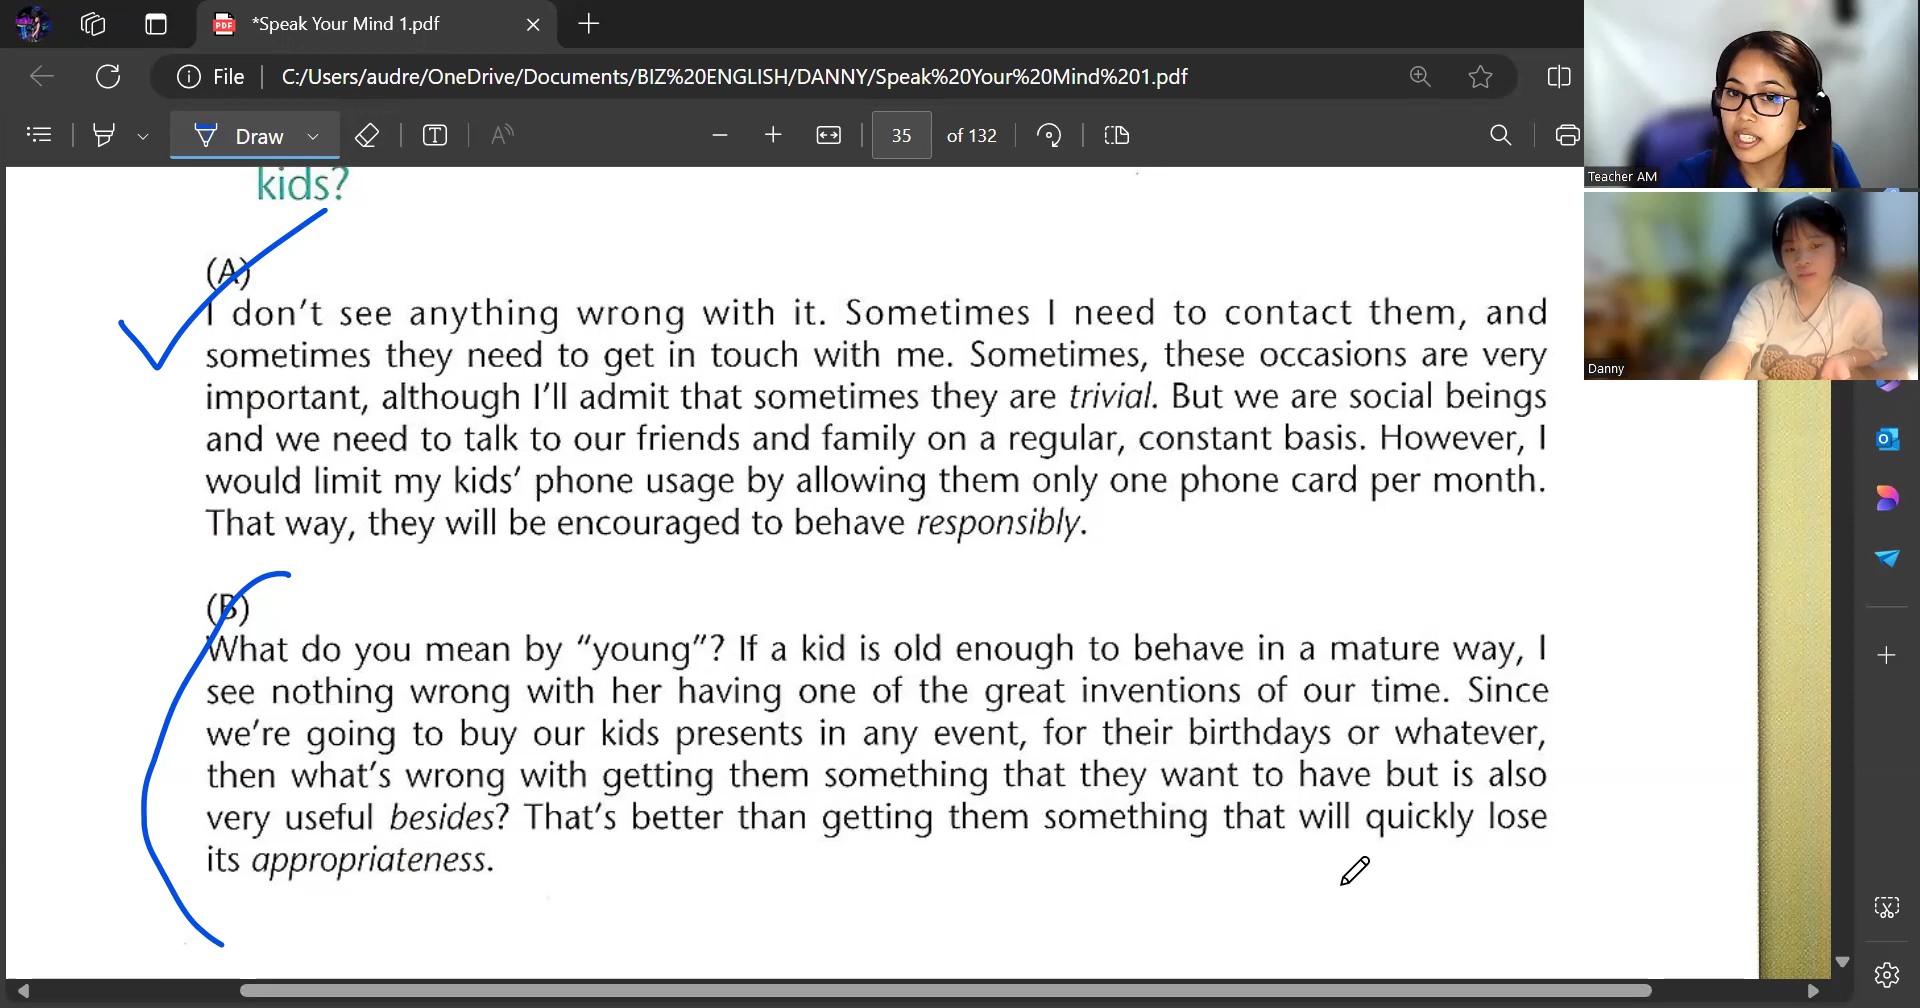 *Speak Your Mind 1.pdf
File
C:/Users/audre/OneDrive/Documents/BIZ%20ENGLISH/DANNY/Speak%20Your%20Mind%201.pdf
Draw
35 of 132
Teacher AM
Danny
kids?
(A)
I don't see anything wrong with it. Sometimes I need to contact them, and
sometimes they need to get in touch with me. Sometimes, these occasions are very
important, although I'll admit that sometimes they are trivial. But we are social beings
and we need to talk to our friends and family on a regular, constant basis. However, I
would limit my kids' phone usage by allowing them only one phone card per month.
That way, they will be encouraged to behave responsibly.
(B)
What do you mean by "young"? If a kid is old enough to behave in a mature way, I
see nothing wrong with her having one of the great inventions of our time. Since
we're going to buy our kids presents in any event, for their birthdays or whatever,
then what's wrong with getting them something that they want to have but is also
very useful besides? That's better than getting them something that will quickly lose
its appropriateness.